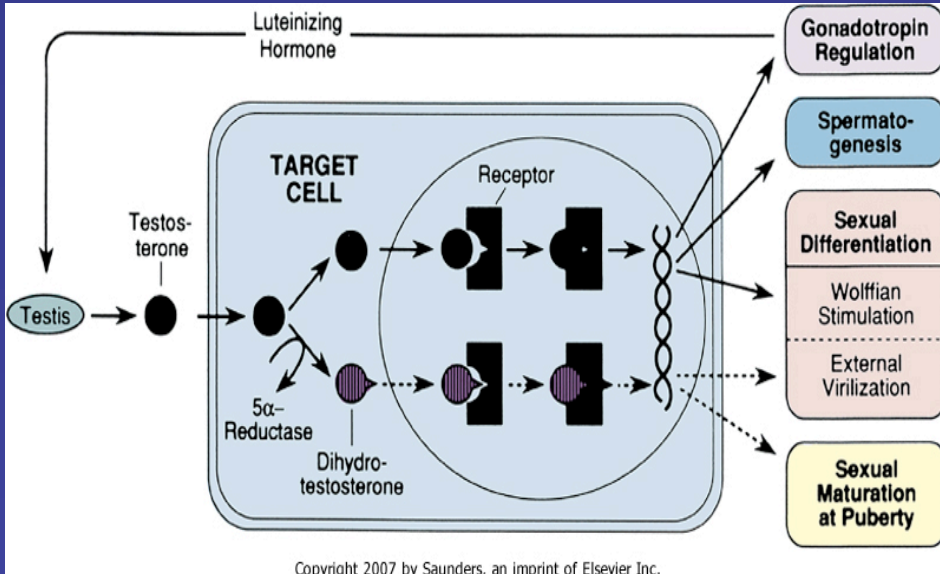 Luteinizing
Hormone
Gonadotropin
Regulation
Spermato-
genesis
TARGET
CELL
Receptor
Testos-
terone
Sexual
Differentiation
Wolffian
Stimulation
Testis
External
Virilization
5α-
Reductase
Dihydro-
testosterone
Sexual
Maturation
at Puberty
Copyright 2007 by Saunders, an imprint of Elsevier Inc.